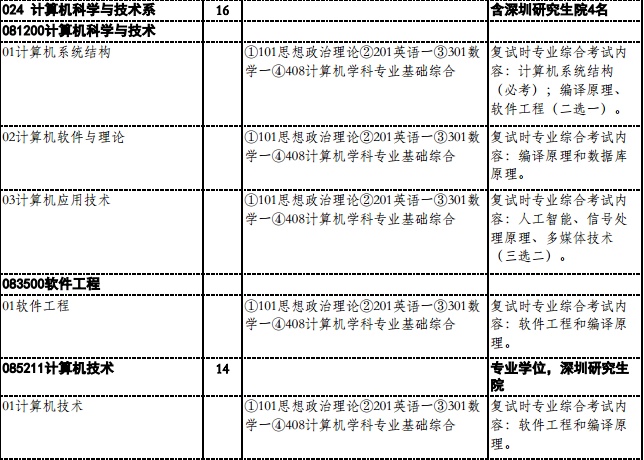 024 计算机科学与技术系 16 含深圳研究生院4名
081200计算机科学与技术
01计算机系统结构 ①101思想政治理论②201英语一③301数 复试时专业综合考试内
学一④408计算机学科专业基础综合 容：计算机系统结构
（必考）；编译原理、
软件工程（二选一）。
02计算机软件与理论 ①101思想政治理论②201英语一③301数 复试时专业综合考试内
学一④408计算机学科专业基础综合 容：编译原理和数据库
原理。
03计算机应用技术 ①101思想政治理论②201英语一③301数 复试时专业综合考试内
学一④408计算机学科专业基础综合 容：人工智能、信号处
理原理、多媒体技术
（三选二）。
083500软件工程
01软件工程 ①101思想政治理论②201英语一③301数 复试时专业综合考试内
学一④408计算机学科专业基础综合 容：软件工程和编译原
理。
085211计算机技术 14 专业学位，深圳研究生
院
01计算机技术 ①101思想政治理论②201英语一③301数 复试时专业综合考试内
学一④408计算机学科专业基础综合 容：软件工程和编译原
理。